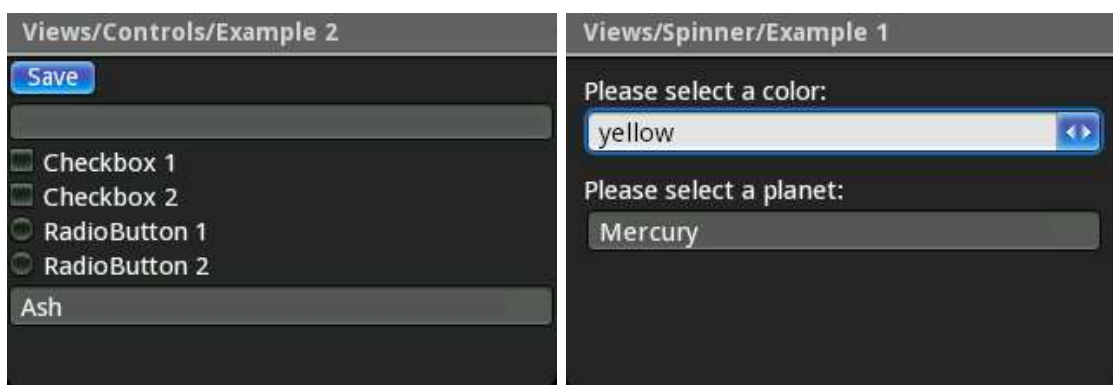 Views/Controls/Example 2
Save
Checkbox 1
Checkbox 2
RadioButton 1
RadioButton 2
Ash
Views/Spinner/Example 1
Please select a color:
yellow
Please select a planet:
Mercury